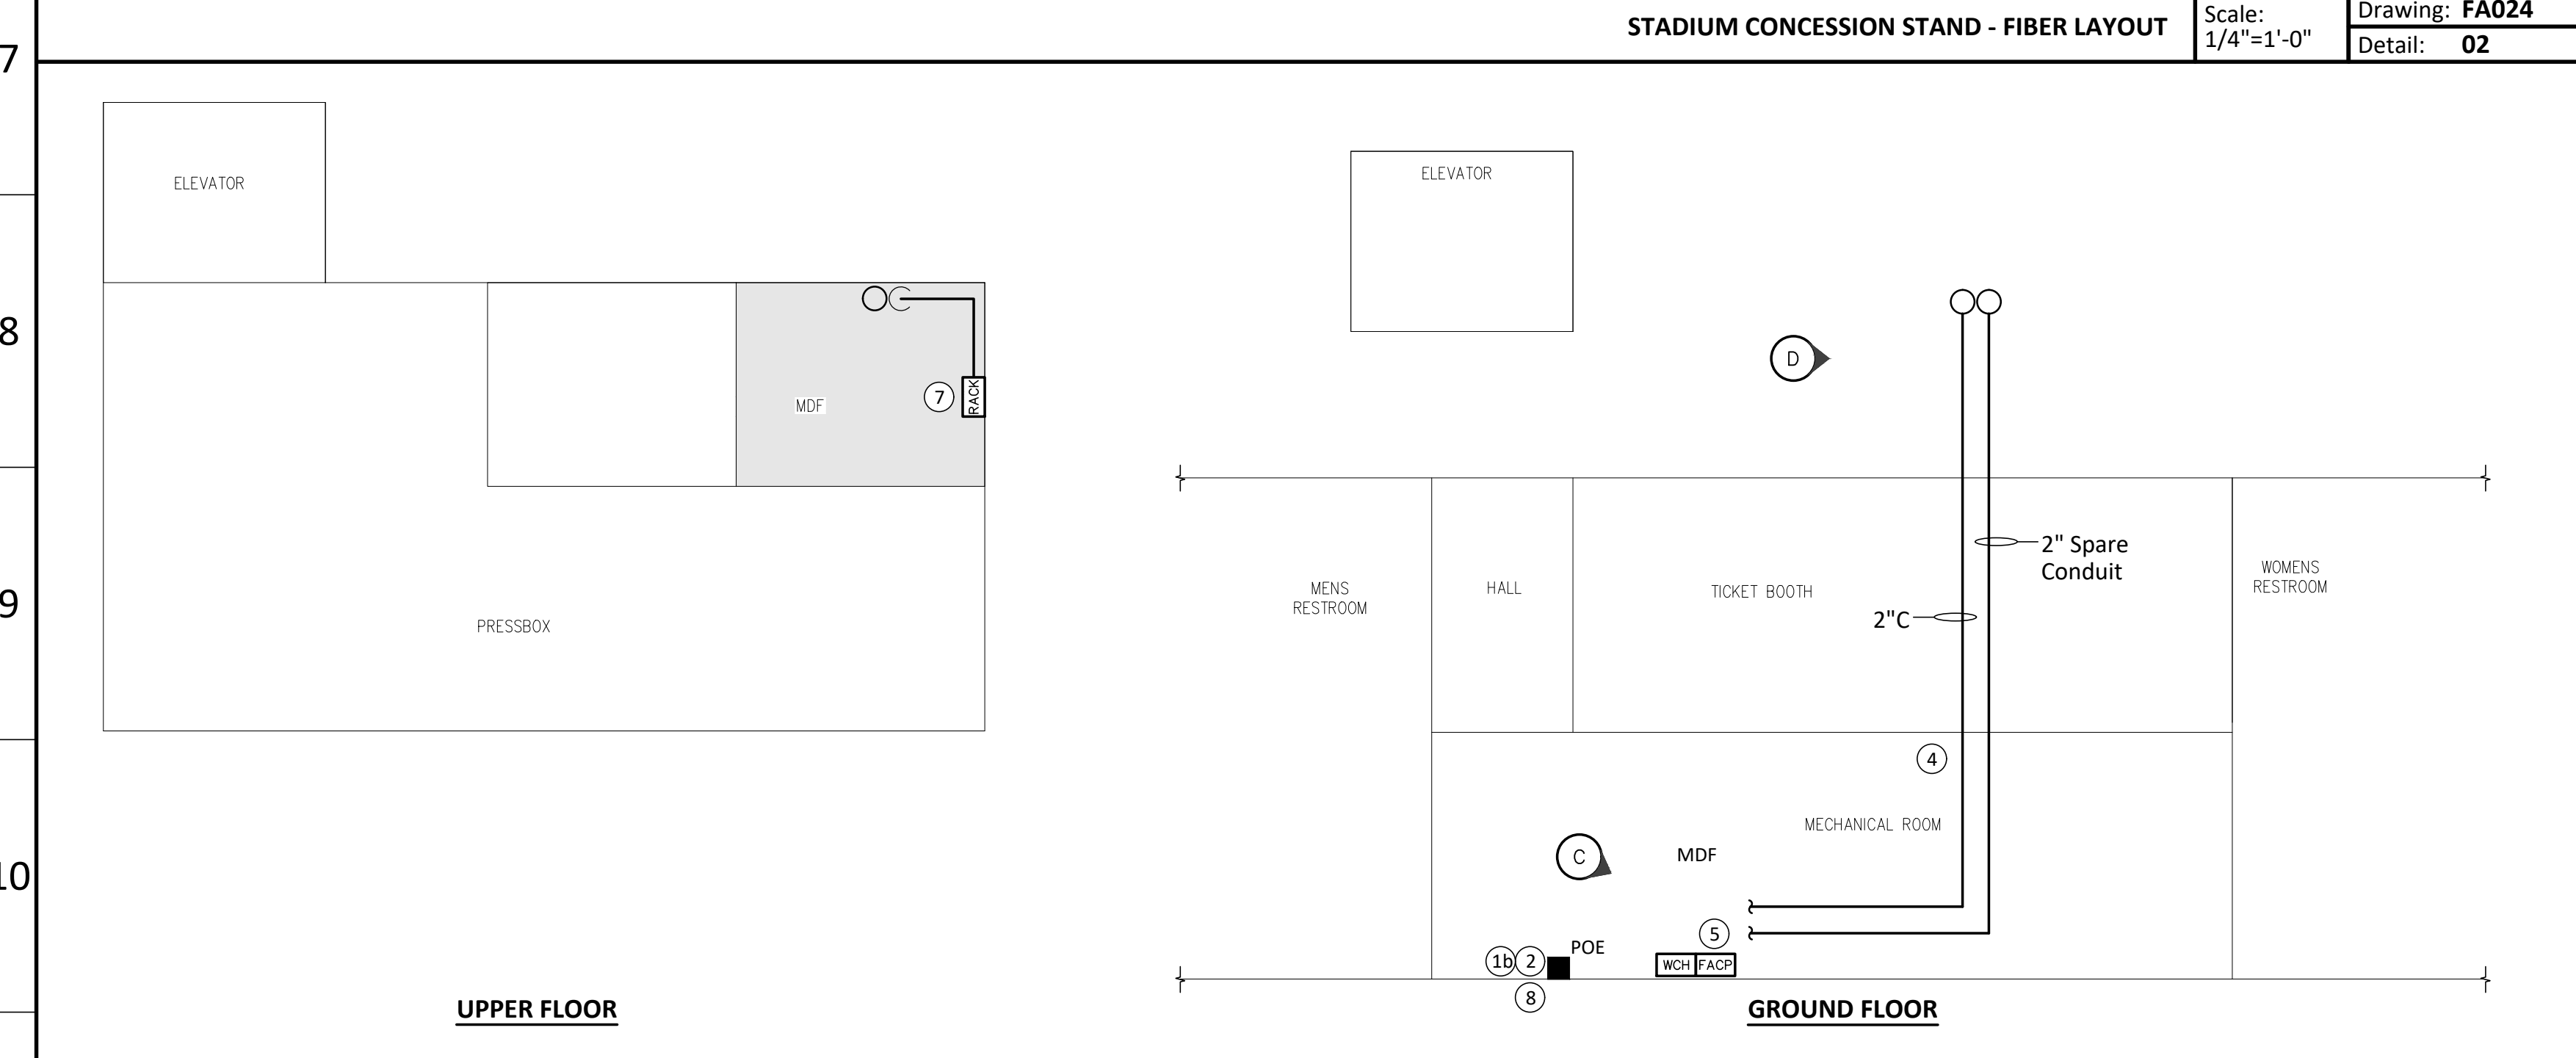 STADIUM CONCESSION STAND - FIBER LAYOUT
Scale:
1/4"=1'-0"
Drawing: FA024
Detail: 02
7
8
9
10
ELEVATOR
MDF
7
RACK
PRESSBOX
UPPER FLOOR
ELEVATOR
D
2" Spare
Conduit
2"C
MENS
RESTROOM
HALL
TICKET BOOTH
WOMENS
RESTROOM
4
MECHANICAL ROOM
C
MDF
5
POE
1b 2
WCH FACP
8
GROUND FLOOR